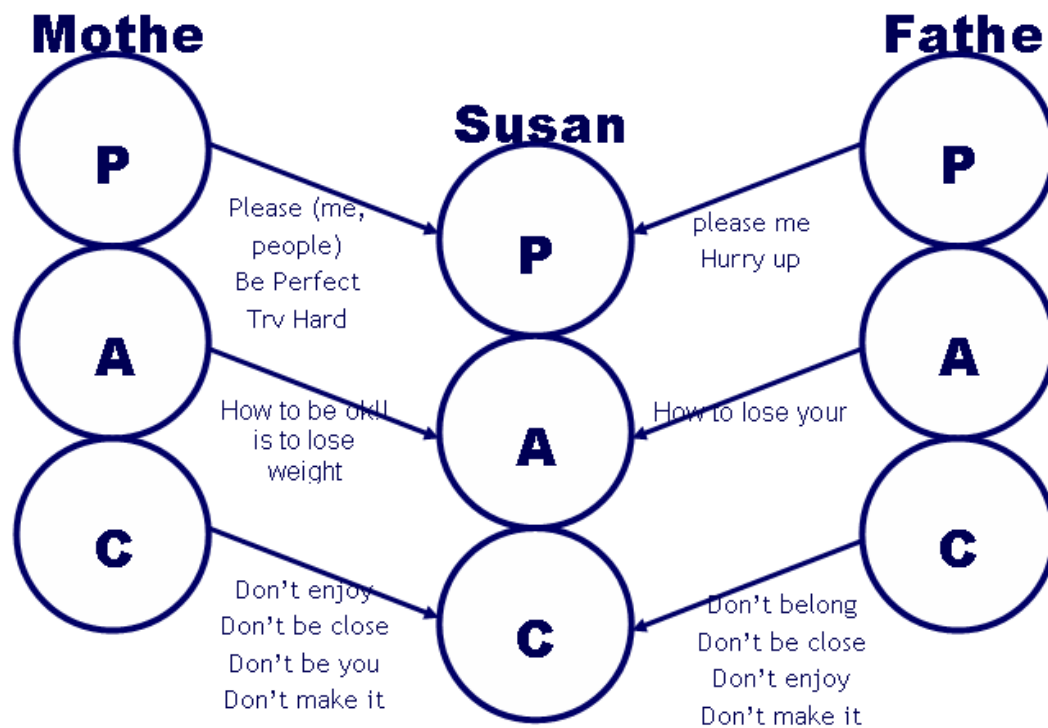 Mothe
Fathe
Susan
P
P
P
Please (me,
people)
Be Perfect
Try Hard
please me
Hurry up
A
A
A
How to be ok!!
is to lose
weight
How to lose your
C
C
C
Don't enjoy
Don't be close
Don't be you
Don't make it
Don't belong
Don't be close
Don't enjoy
Don't make it